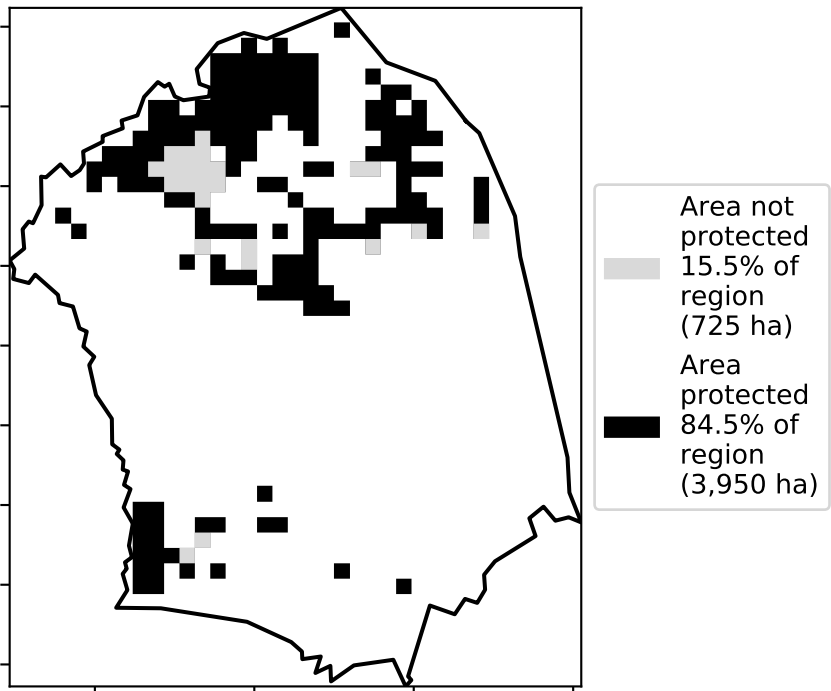 Area not
protected
15.5% of
region
(725 ha)
Area
protected
84.5% of
region
(3,950 ha)